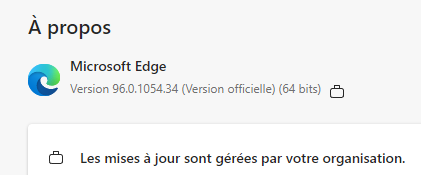 À propos
Microsoft Edge
Version 96.0.1054.34 (Version officielle) (64 bits)
Les mises à jour sont gérées par votre organisation.